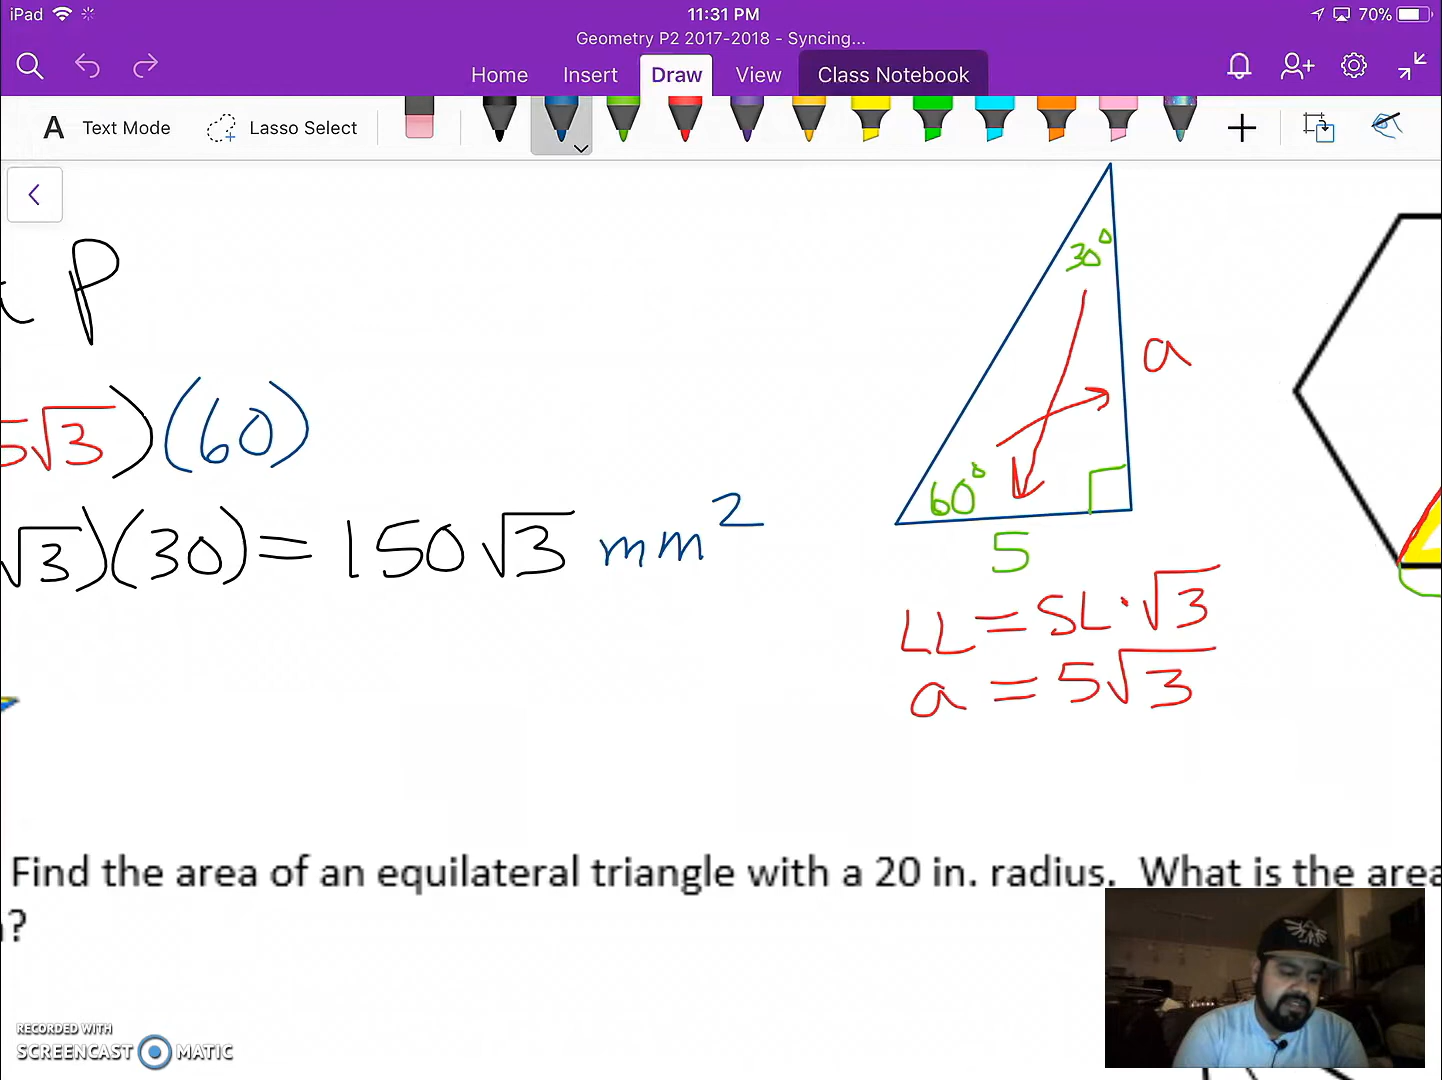 iPad 11:31 PM 70%
Geometry P2 2017-2018 - Syncing...
Home Insert Draw View Class Notebook
A Text Mode Lasso Select
P
30°
a
5√3)(60)
60°
√3)(30) = 150√3 mm²
5
LL = SL·√3
a = 5√3
Find the area of an equilateral triangle with a 20 in. radius. What is the area
?
RECORDED WITH
SCREENCAST MATIC